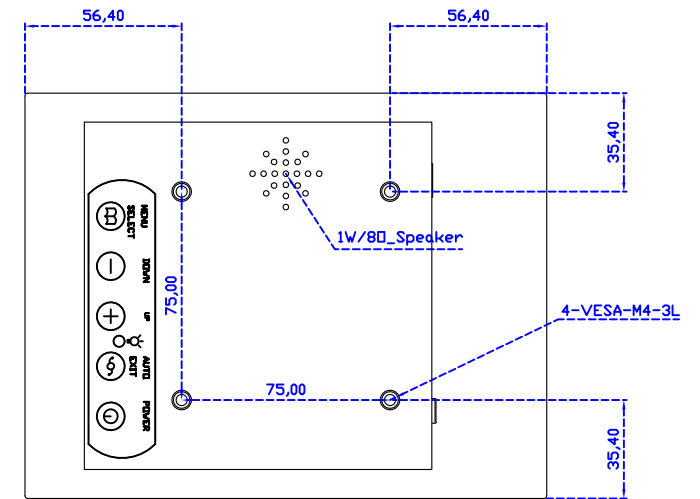 56,40
56,40
35,40
1W/8Ω_Speaker
MENU
SELECT
DOWN
75,00
UP
4-VESA-M4-3L
AUTO
EXIT
75,00
POWER
35,40